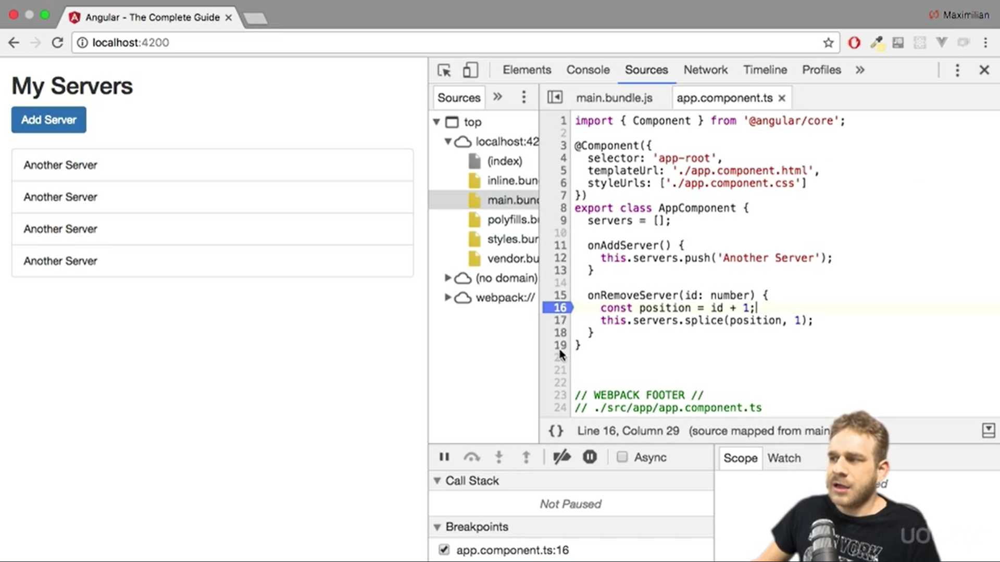 Angular - The Complete Guide
Maximilian
localhost:4200
My Servers
Add Server
Another Server
Another Server
Another Server
Another Server
Elements Console Sources Network Timeline Profiles »
Sources »
top
localhost:42
(index)
inline.bun
main.bund
polyfills.b
styles.bur
vendor.bu
(no domain)
webpack://
main.bundle.js app.component.ts
1 import { Component } from '@angular/core';
2
3 @Component({
4 selector: 'app-root',
5 templateUrl: './app.component.html',
6 styleUrls: ['./app.component.css']
7 })
8 export class AppComponent {
9 servers = [];
10
11 onAddServer() {
12 this.servers.push('Another Server');
13 }
14
15 onRemoveServer(id: number) {
16 const position = id + 1;
17 this.servers.splice(position, 1);
18 }
19 }
21
22
23 // WEBPACK FOOTER //
24 // ./src/app/app.component.ts
{} Line 16, Column 29 (source mapped from main
Async
Call Stack
Not Paused
Breakpoints
app.component.ts:16
Scope Watch
ed
YORK